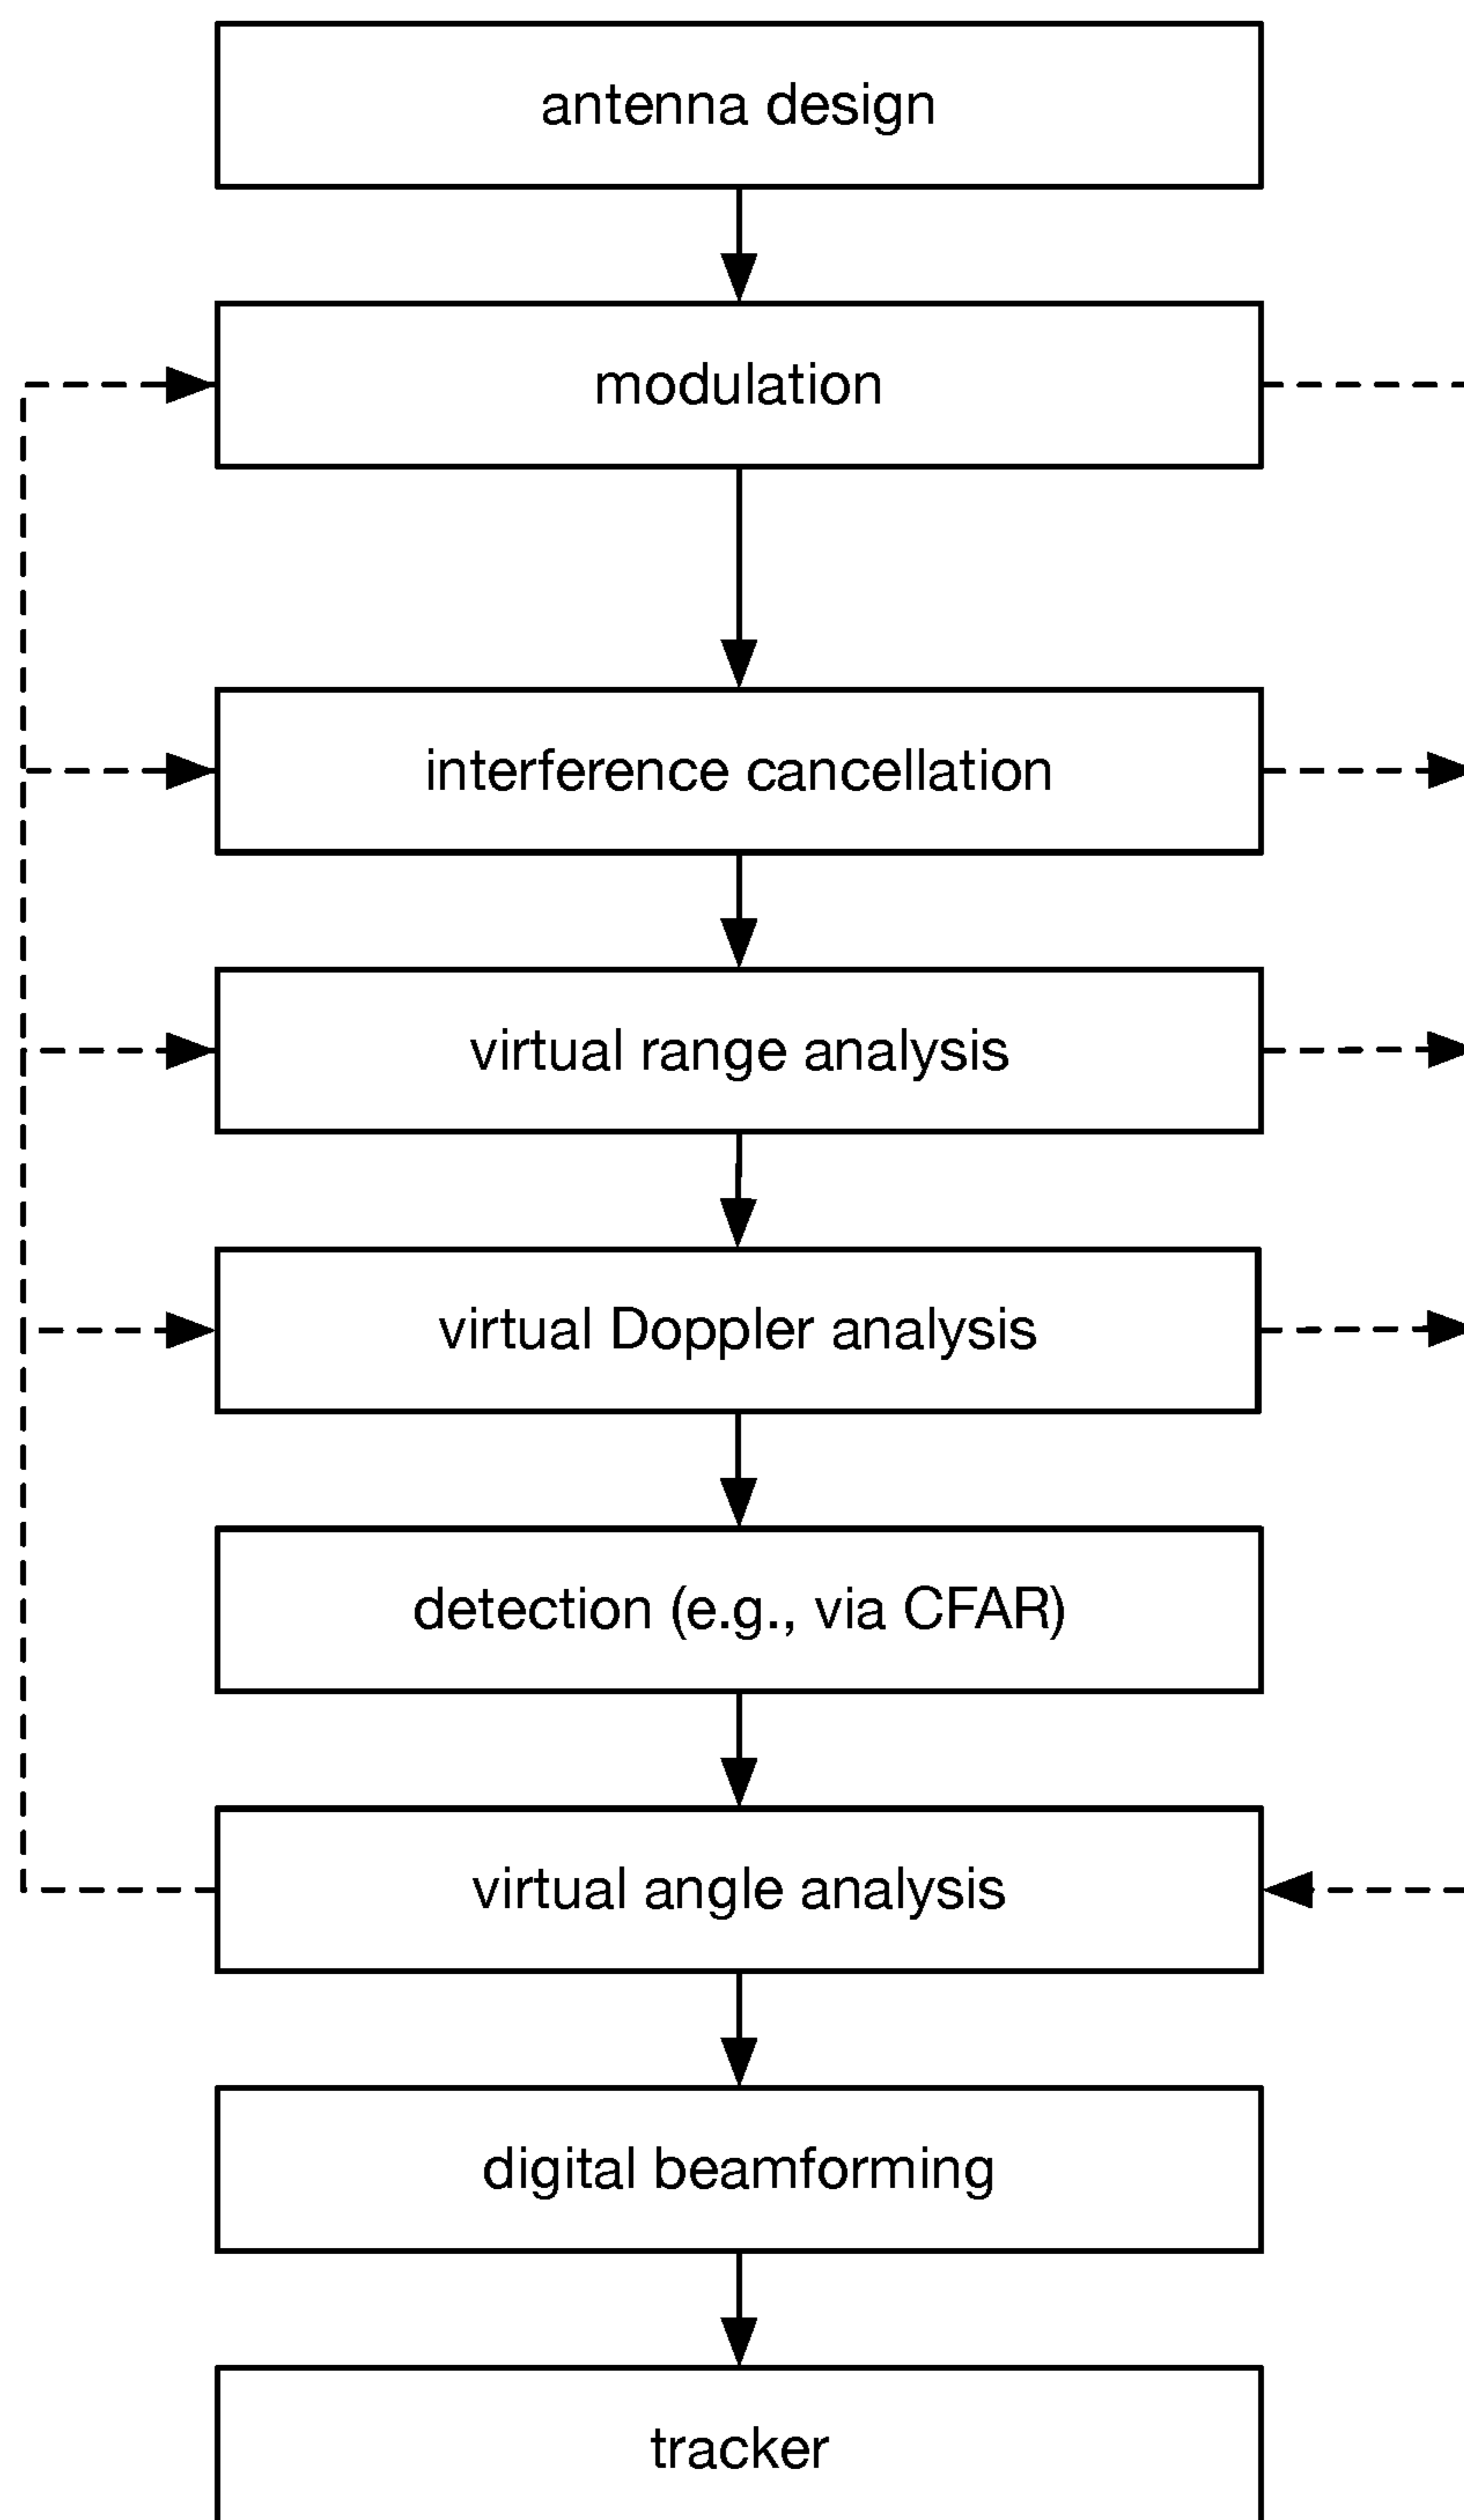 antenna design
modulation
interference cancellation
virtual range analysis
virtual Doppler analysis
detection (e.g., via CFAR)
virtual angle analysis
digital beamforming
tracker